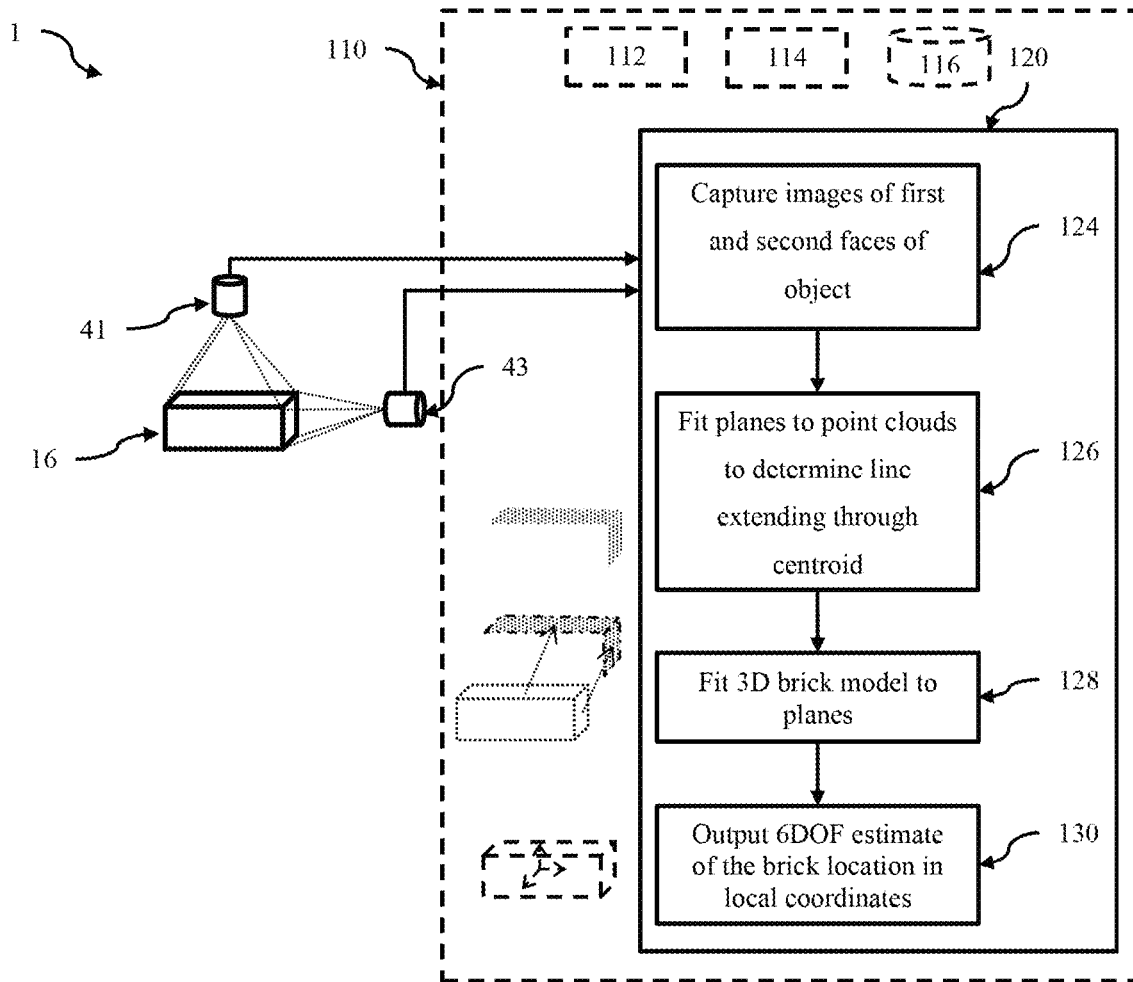 1
110
112
114
116
120
Capture images of first
and second faces of
object
124
41
43
16
Fit planes to point clouds
to determine line
extending through
centroid
126
Fit 3D brick model to
planes
128
Output 6DOF estimate
of the brick location in
local coordinates
130